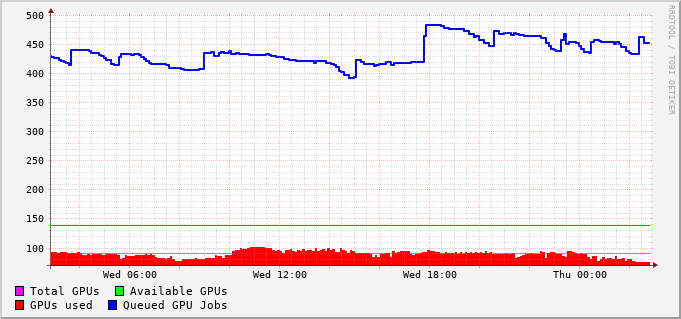 500
450
400
350
300
250
200
150
100
Wed 06:00 Wed 12:00 Wed 18:00 Thu 00:00
Total GPUs Available GPUs
GPUs used Queued GPU Jobs
RRDTOOL / TOBI OETIKER